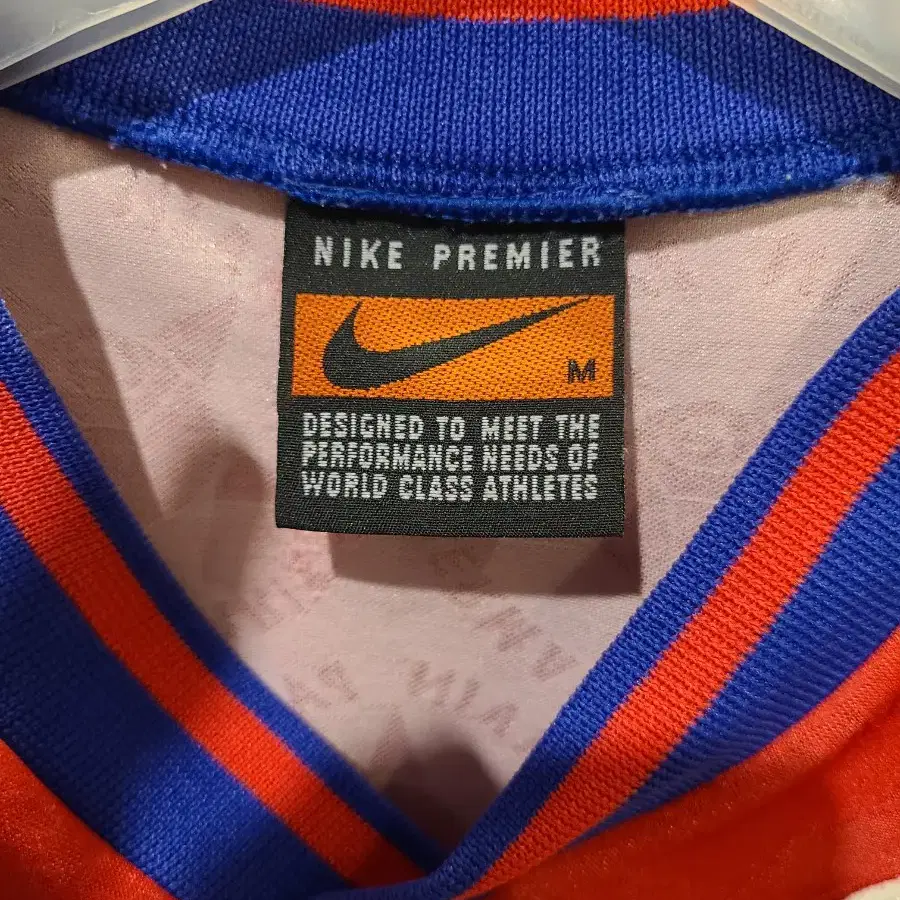 NIKE PREMIER
M
DESIGNED TO MEET THE
PERFORMANCE NEEDS OF
WORLD CLASS ATHLETES